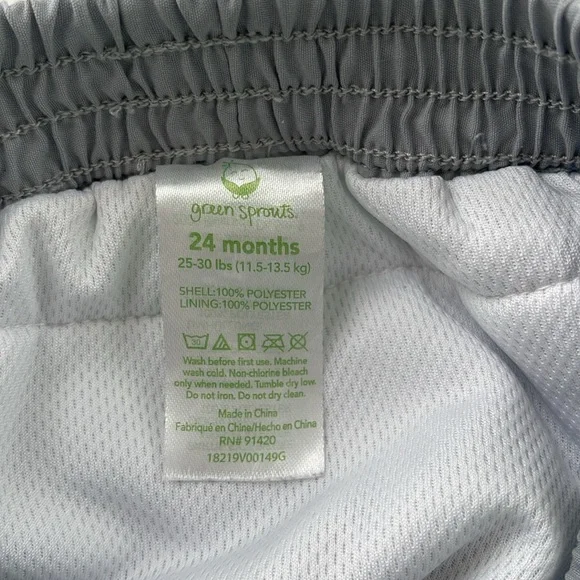 green sprouts.
24 months
25-30 lbs (11.5-13.5 kg)
SHELL:100% POLYESTER
LINING:100% POLYESTER
30
Wash before first use. Machine
wash cold. Non-chlorine bleach
only when needed. Tumble dry low.
Do not iron. Do not dry clean.
Made in China
Fabriqué en Chine/Hecho en China
RN# 91420
18219V00149G